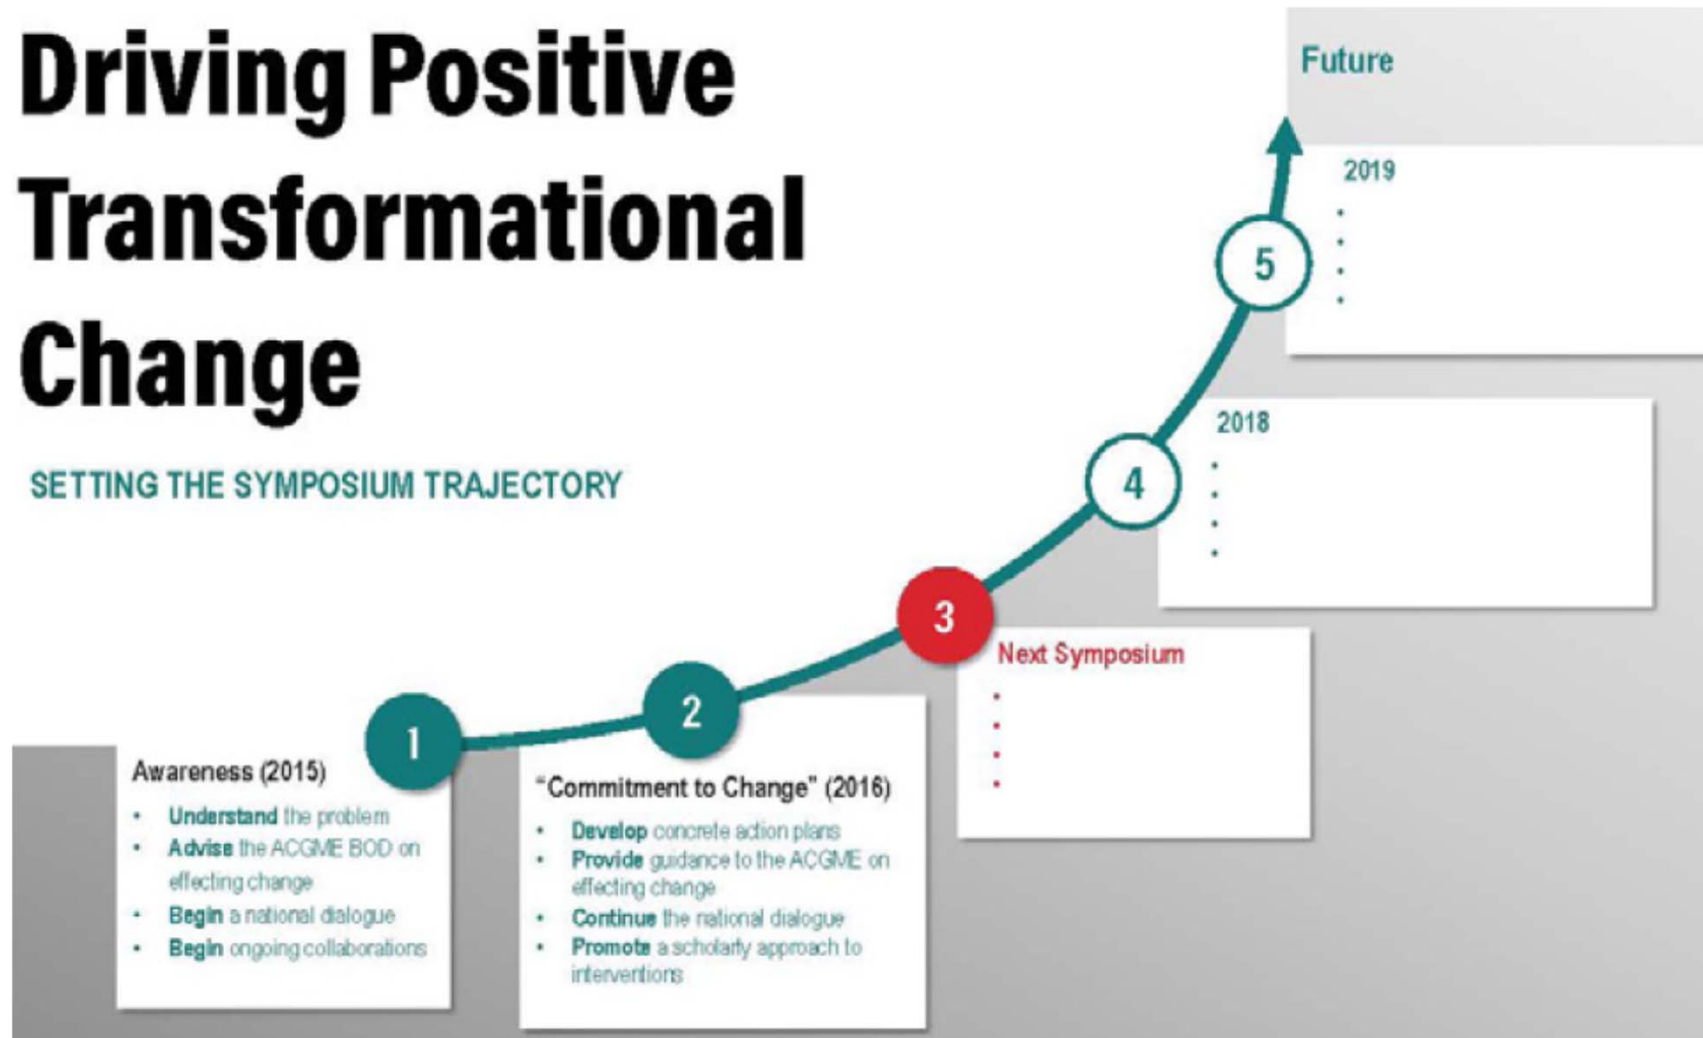 Driving Positive
Transformational
Change
SETTING THE SYMPOSIUM TRAJECTORY
1
Awareness (2015)
• Understand the problem
• Advise the ACGME BOD on
effecting change
• Begin a national dialogue
• Begin ongoing collaborations
2
“Commitment to Change” (2016)
• Develop concrete action plans
• Provide guidance to the ACGME on
effecting change
• Continue the national dialogue
• Promote a scholarly approach to
interventions
3
Next Symposium
•
•
•
•
4
2018
•
•
•
•
5
2019
•
•
•
•
Future